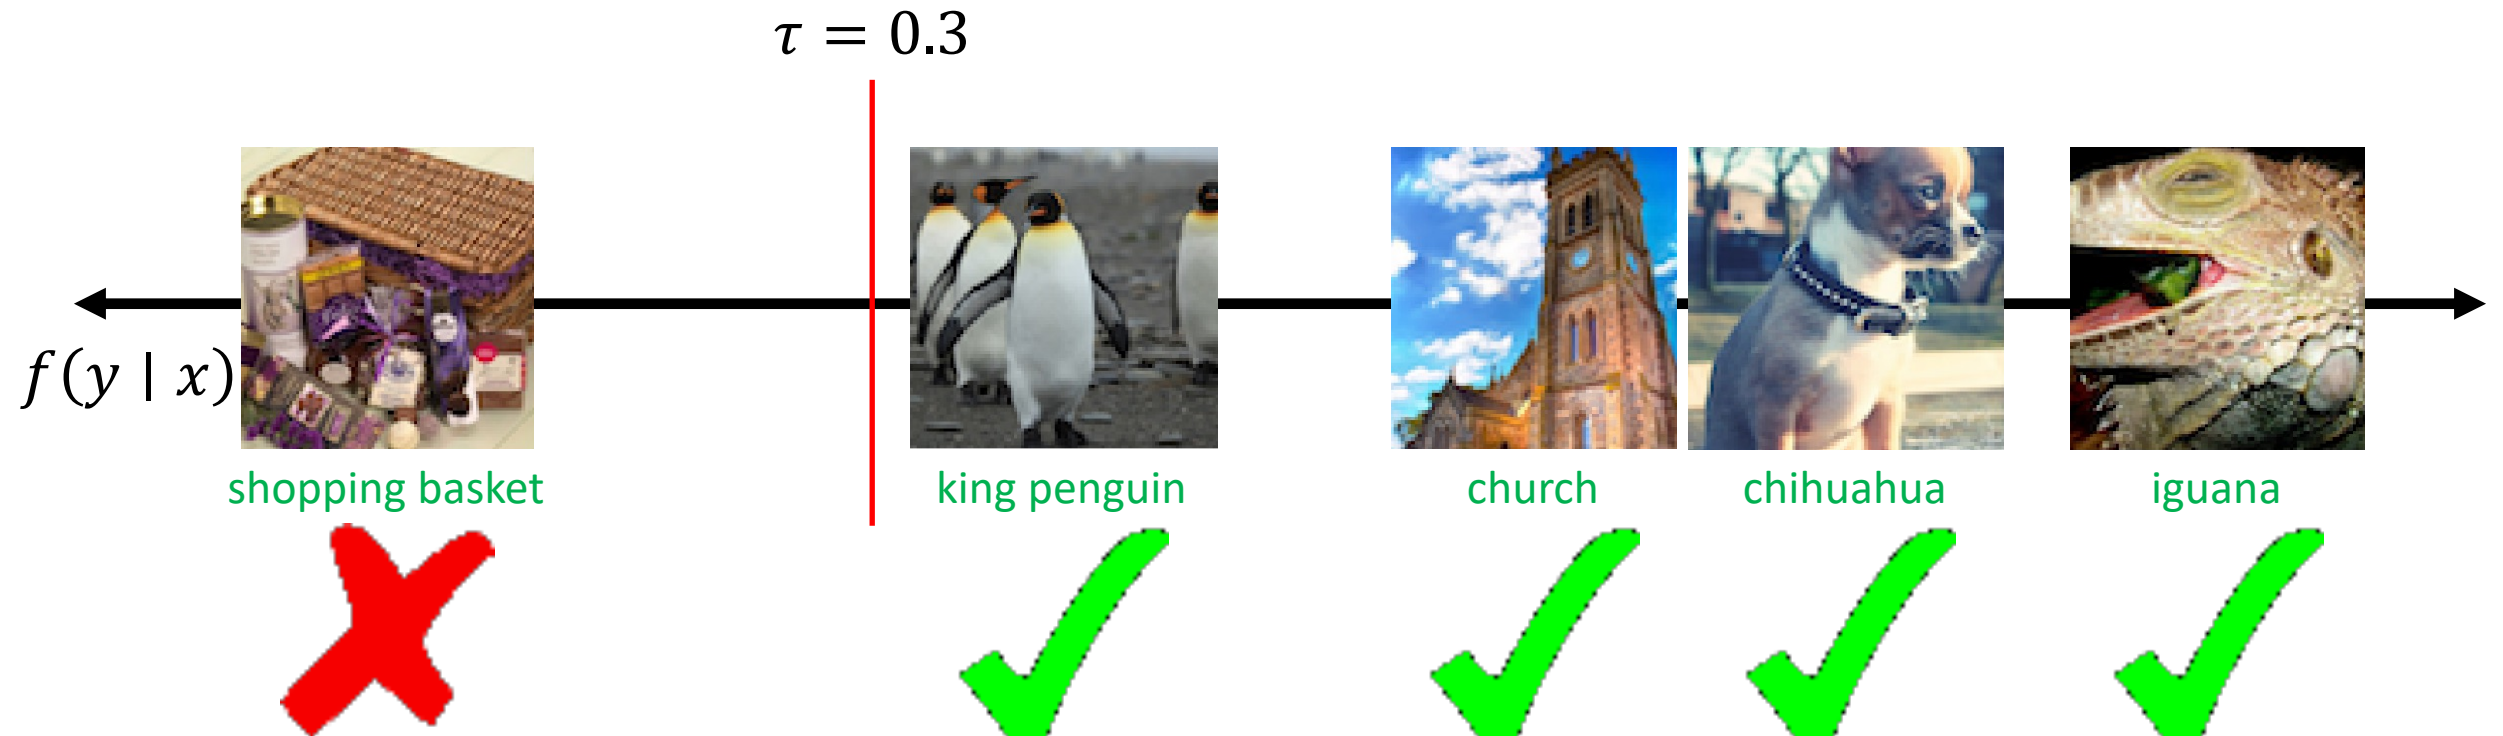 τ = 0.3
f(y | x)
shopping basket
king penguin
church
chihuahua
iguana